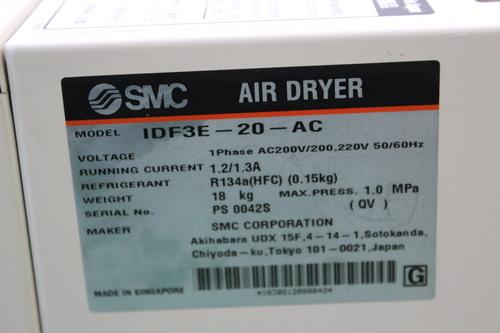 SMC AIR DRYER
MODEL IDF3E-20-AC
VOLTAGE 1Phase AC200V/200,220V 50/60Hz
RUNNING CURRENT 1.2/1.3A
REFRIGERANT R134a(HFC) (0.15kg)
WEIGHT 18 kg MAX.PRESS. 1.0 MPa
SERIAL No. PS 0042S ( QV )
MAKER SMC CORPORATION
Akihabara UDX 15F,4-14-1,Sotokanda,
Chiyoda-ku,Tokyo 101-0021,Japan
MADE IN SINGAPORE G